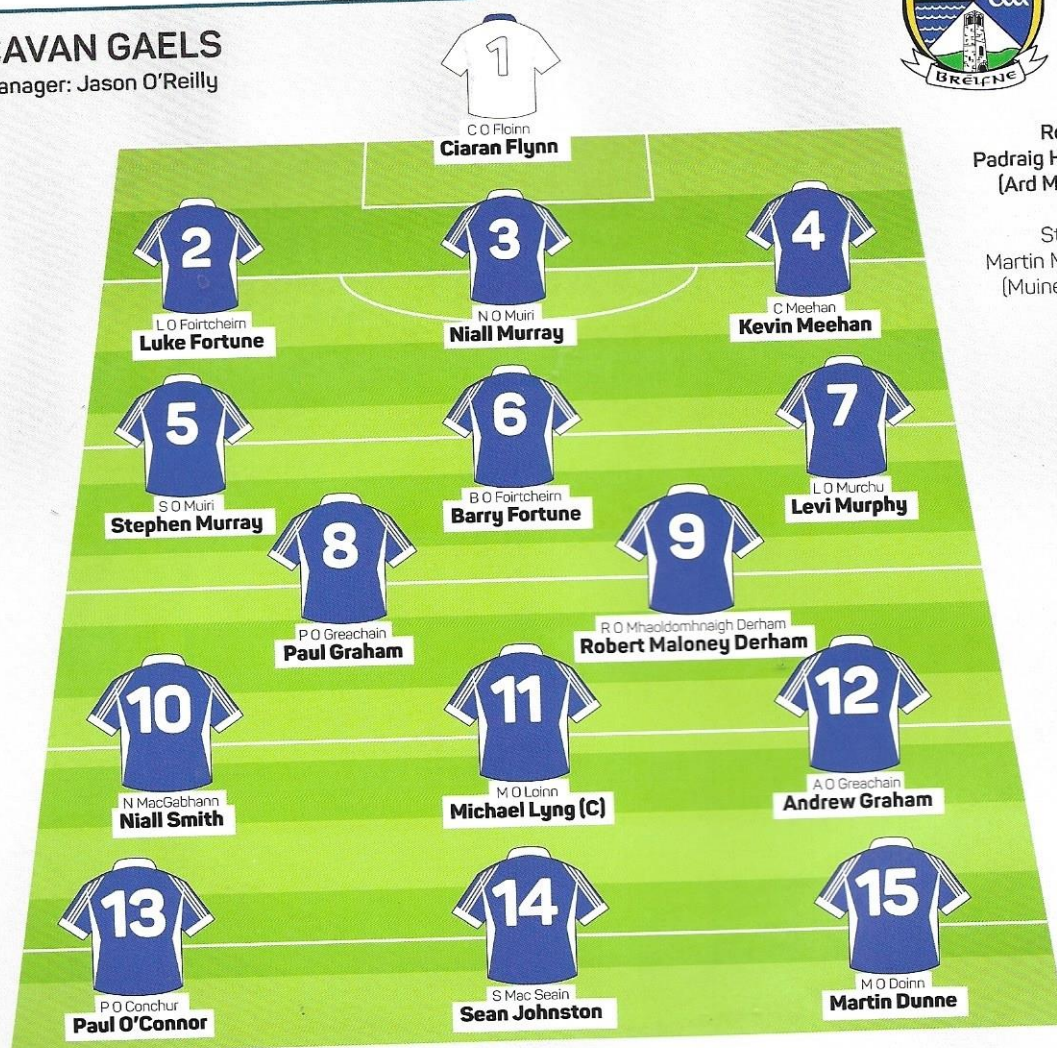 CAVAN GAELS
anager: Jason O'Reilly
BRÉIFNE
1
C O Floinn
Ciaran Flynn
Padraig H
(Ard M
Martin M
(Muine
2
L O Foirtcheirn
Luke Fortune
3
N O Muiri
Niall Murray
4
C Meehan
Kevin Meehan
5
S O Muiri
Stephen Murray
6
B O Foirtcheirn
Barry Fortune
7
L O Murchu
Levi Murphy
8
P O Greachain
Paul Graham
9
R O Mhaoldomhnaigh Derham
Robert Maloney Derham
10
N MacGabhann
Niall Smith
11
M O Loinn
Michael Lyng (C)
12
A O Greachain
Andrew Graham
13
P O Conchur
Paul O'Connor
14
S Mac Seain
Sean Johnston
15
M O Doinn
Martin Dunne